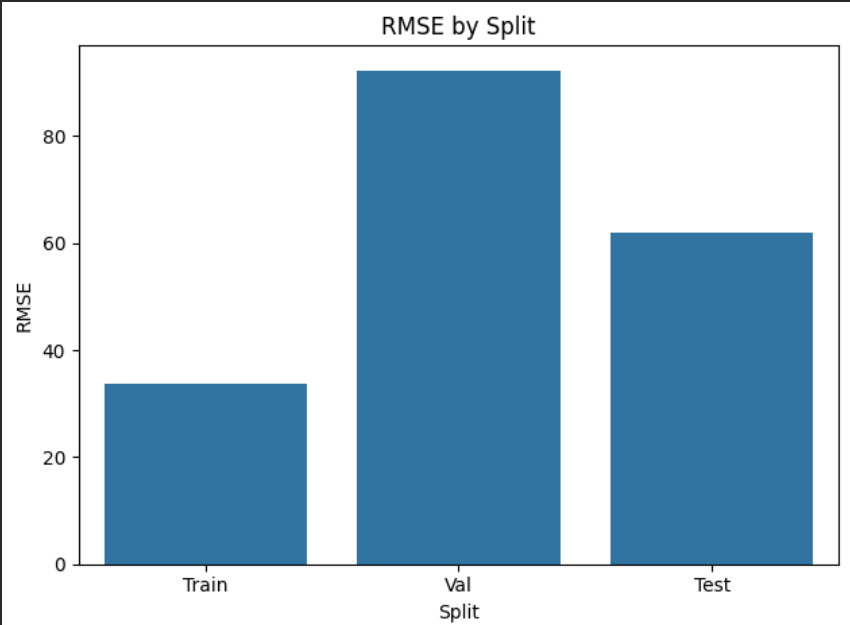 RMSE by Split
RMSE
80
60
40
20
0
Train Val Test
Split